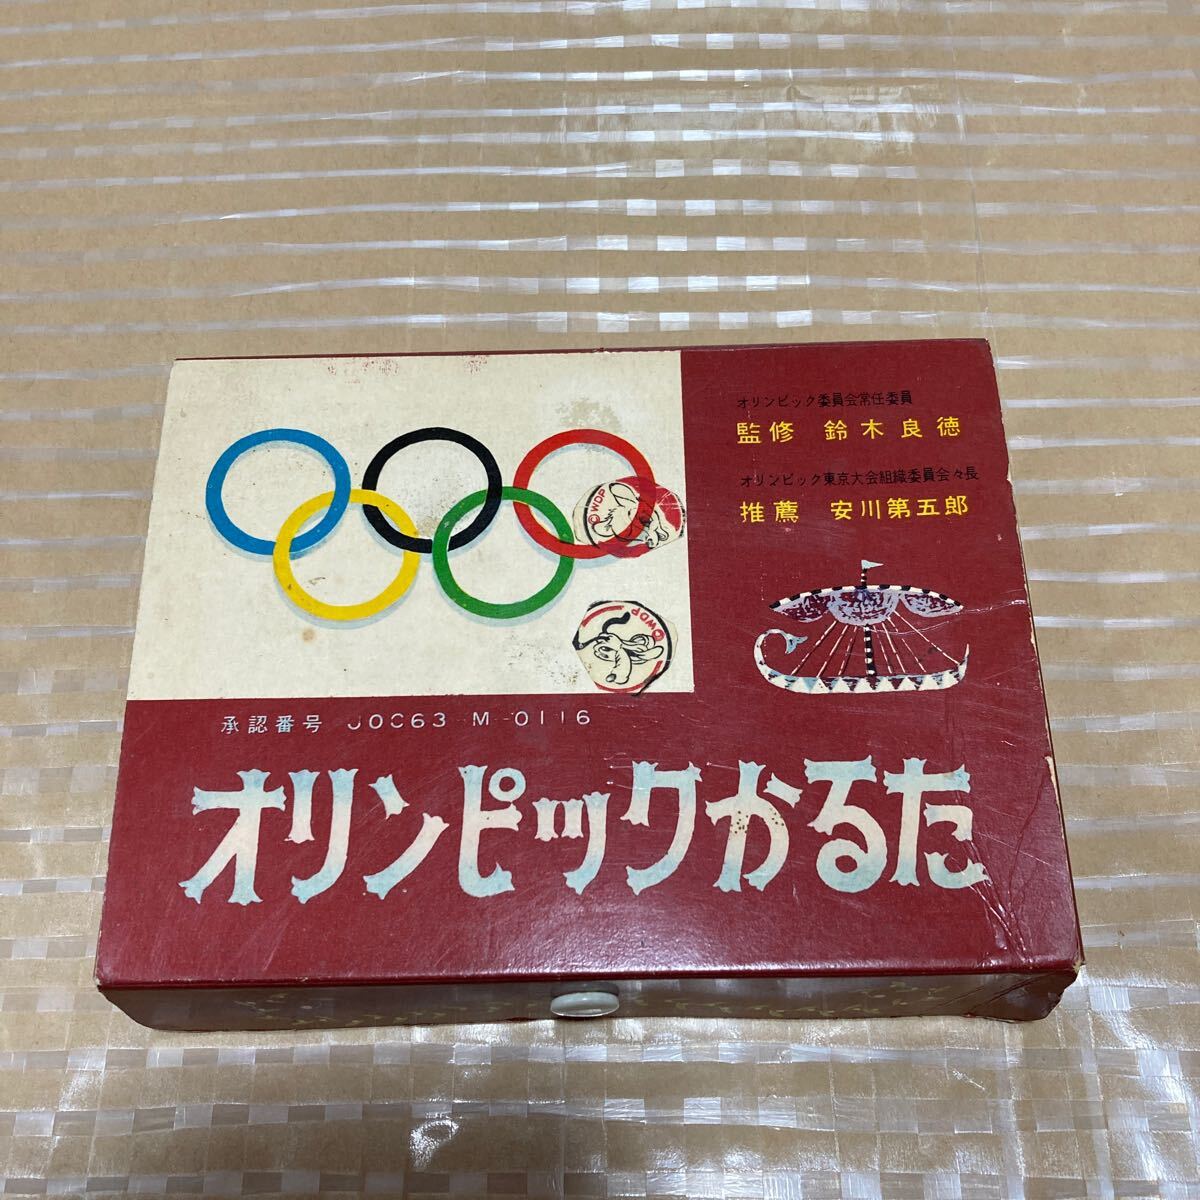 オリンピック委員会常任委員
監修 鈴木良徳
オリンピック東京大会組織委員会々長
推薦 安川第五郎
©WDP
©WDP
承認番号 JOC63-M-0116
オリンピックかるた